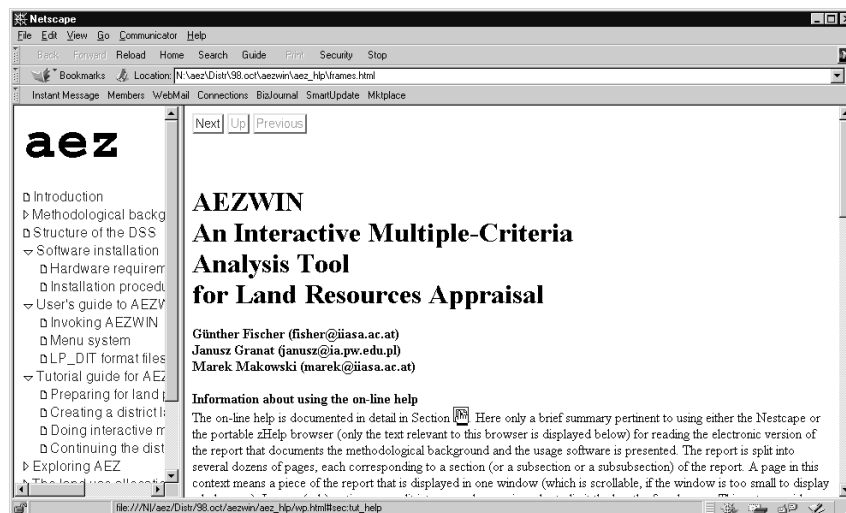 Netscape
File Edit View Go Communicator Help
Back Forward Reload Home Search Guide Print Security Stop
Bookmarks Location: N:\aez\Distr\98.oct\aezwin\aez_hlp\frames.html
Instant Message Members WebMail Connections BizJournal SmartUpdate Mktplace
aez
Introduction
Methodological backg
Structure of the DSS
Software installation
Hardware requirem
Installation procedu
User's guide to AEZW
Invoking AEZWIN
Menu system
LP_DIT format files
Tutorial guide for AEZ
Preparing for land p
Creating a district l
Doing interactive m
Continuing the dist
Exploring AEZ
Next Up Previous
AEZWIN
An Interactive Multiple-Criteria
Analysis Tool
for Land Resources Appraisal
Günther Fischer (fisher@iiasa.ac.at)
Janusz Granat (janusz@ia.pw.edu.pl)
Marek Makowski (marek@iiasa.ac.at)
Information about using the on-line help
The on-line help is documented in detail in Section . Here only a brief summary pertinent to using either the Nestcape or
the portable zHelp browser (only the text relevant to this browser is displayed below) for reading the electronic version of
the report that documents the methodological background and the usage software is presented. The report is split into
several dozens of pages, each corresponding to a section (or a subsection or a subsubsection) of the report. A page in this
context means a piece of the report that is displayed in one window (which is scrollable, if the window is too small to display
file:///N|/aez/Distr/98.oct/aezwin/aez_hlp/wp.html#sec:tut_help